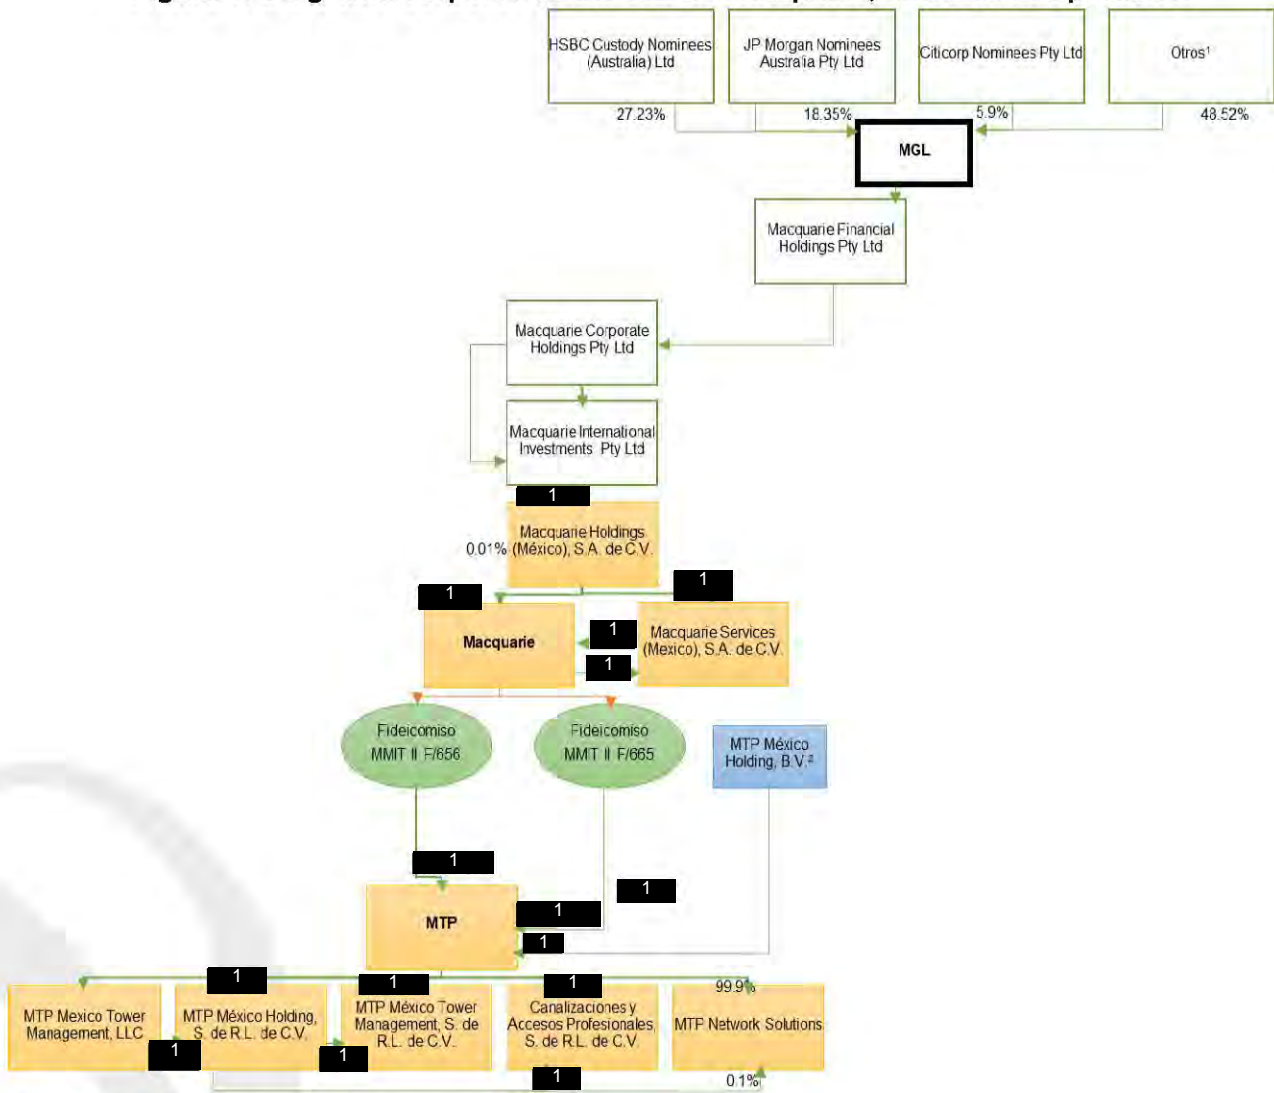 HSBC Custody Nominees
(Australia) Ltd
JP Morgan Nominees
Australia Pty Ltd
Citicorp Nominees Pty Ltd
Otros¹
27.23%
18.35%
5.9%
48.52%
MGL
Macquarie Financial
Holdings Pty Ltd
Macquarie Corporate
Holdings Pty Ltd
Macquarie International
Investments Pty Ltd
1
Macquarie Holdings
(México), S.A. de C.V.
0.01%
1
1
Macquarie
1
1
Macquarie Services
(Mexico), S.A. de C.V.
Fideicomiso
MMIT II F/656
Fideicomiso
MMIT II F/665
MTP México
Holding, B.V.²
1
1
MTP
1
1
1
1
1
99.9%
MTP Mexico Tower
Management, LLC
MTP México Holding,
S. de R.L. de C.V.
MTP México Tower
Management, S. de
R.L. de C.V.
Canalizaciones y
Accesos Profesionales,
S. de R.L. de C.V.
MTP Network Solutions
1
1
1
0.1%